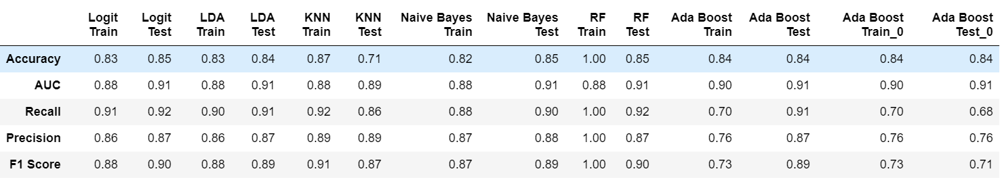 Logit Train Logit Test LDA Train LDA Test KNN Train KNN Test Naive Bayes Train Naive Bayes Test RF Train RF Test Ada Boost Train Ada Boost Test Ada Boost Train_0 Ada Boost Test_0
Accuracy 0.83 0.85 0.83 0.84 0.87 0.71 0.82 0.85 1.00 0.85 0.84 0.84 0.84 0.84
AUC 0.88 0.91 0.88 0.91 0.88 0.89 0.88 0.91 0.88 0.91 0.90 0.91 0.90 0.91
Recall 0.91 0.92 0.90 0.91 0.92 0.86 0.88 0.90 1.00 0.92 0.70 0.91 0.70 0.68
Precision 0.86 0.87 0.86 0.87 0.89 0.89 0.87 0.88 1.00 0.87 0.76 0.87 0.76 0.76
F1 Score 0.88 0.90 0.88 0.89 0.91 0.87 0.87 0.89 1.00 0.90 0.73 0.89 0.73 0.71